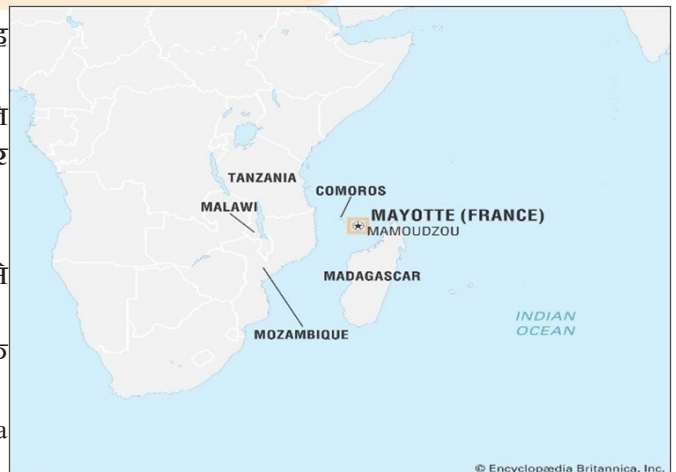 TANZANIA
COMOROS
MALAWI
MAYOTTE (FRANCE)
MAMOUDZOU
MADAGASCAR
INDIAN
OCEAN
MOZAMBIQUE
© Encyclopædia Britannica, Inc.